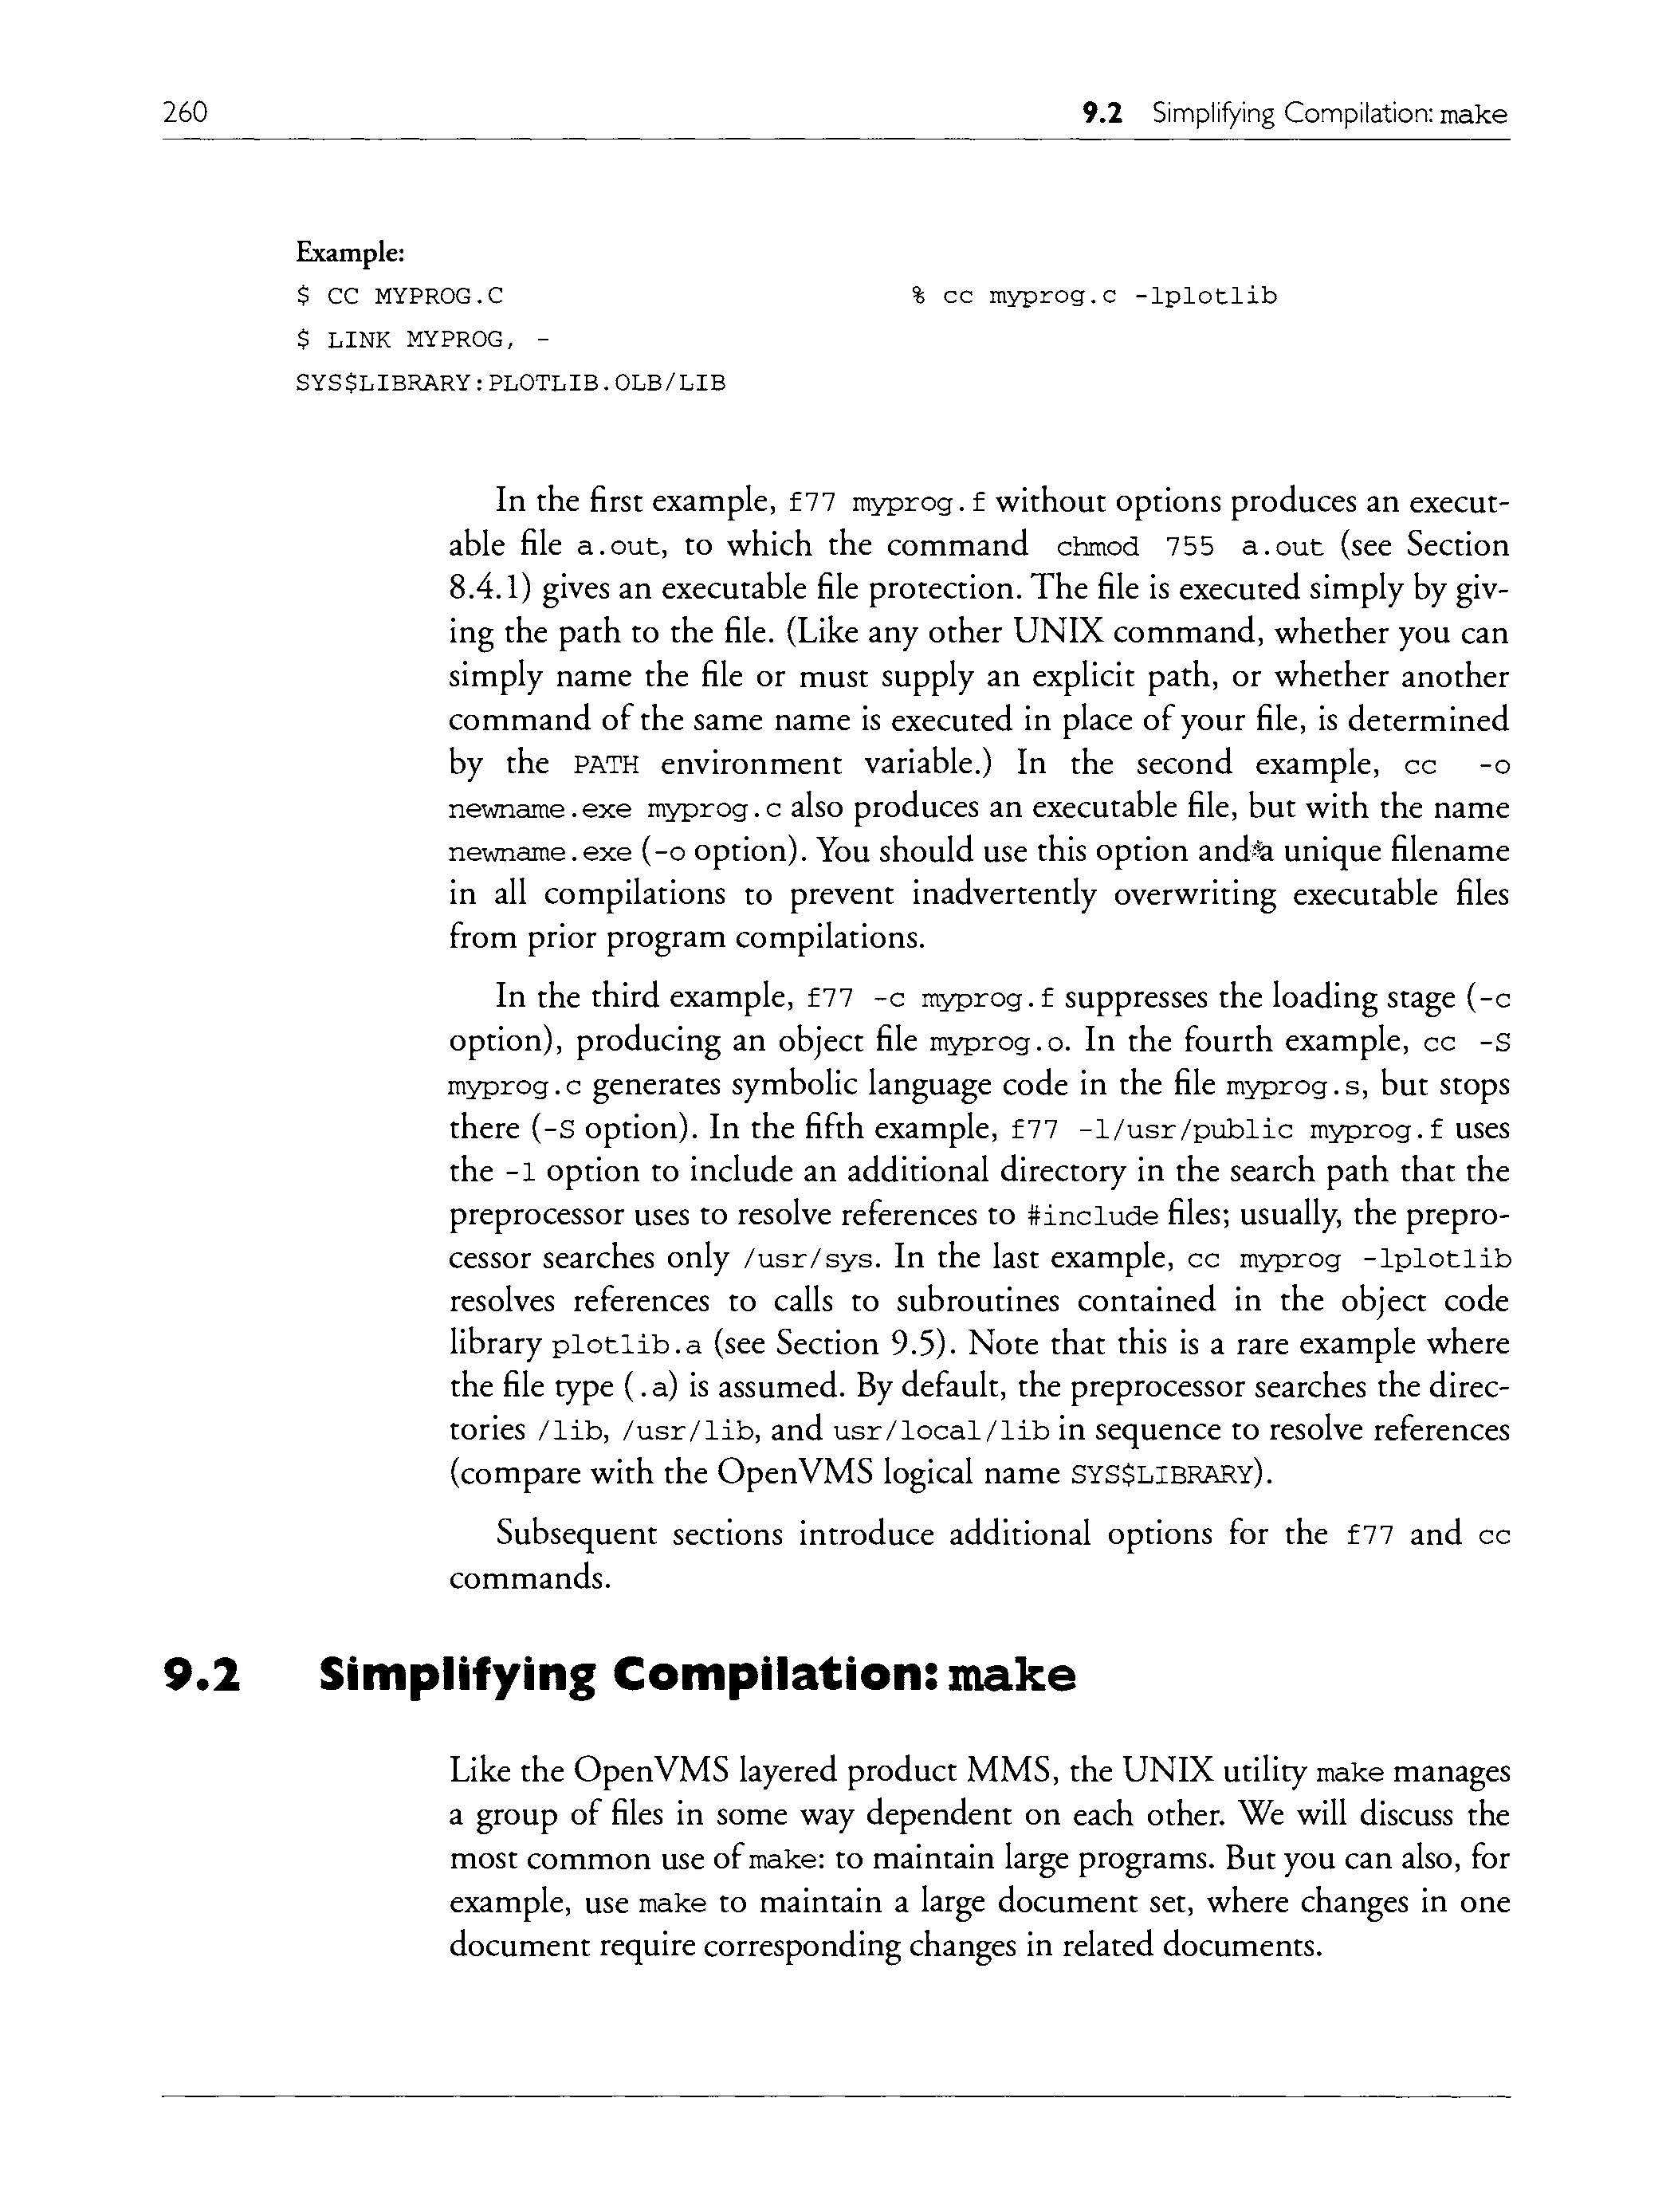 260
9.2 Simplifying Compilation: make
Example:
$ CC MYPROG.C % cc myprog.c -lplotlib
$ LINK MYPROG, -
SYS$LIBRARY:PLOTLIB.OLB/LIB
In the first example, f77 myprog.f without options produces an execut-
able file a.out, to which the command chmod 755 a.out (see Section
8.4.1) gives an executable file protection. The file is executed simply by giv-
ing the path to the file. (Like any other UNIX command, whether you can
simply name the file or must supply an explicit path, or whether another
command of the same name is executed in place of your file, is determined
by the PATH environment variable.) In the second example, cc -o
newname.exe myprog.c also produces an executable file, but with the name
newname.exe (-o option). You should use this option and a unique filename
in all compilations to prevent inadvertently overwriting executable files
from prior program compilations.
In the third example, f77 -c myprog.f suppresses the loading stage (-c
option), producing an object file myprog.o. In the fourth example, cc -S
myprog.c generates symbolic language code in the file myprog.s, but stops
there (-S option). In the fifth example, f77 -l/usr/public myprog.f uses
the -l option to include an additional directory in the search path that the
preprocessor uses to resolve references to #include files; usually, the prepro-
cessor searches only /usr/sys. In the last example, cc myprog -lplotlib
resolves references to calls to subroutines contained in the object code
library plotlib.a (see Section 9.5). Note that this is a rare example where
the file type (.a) is assumed. By default, the preprocessor searches the direc-
tories /lib, /usr/lib, and usr/local/lib in sequence to resolve references
(compare with the OpenVMS logical name SYS$LIBRARY).
Subsequent sections introduce additional options for the f77 and cc
commands.
9.2 Simplifying Compilation: make
Like the OpenVMS layered product MMS, the UNIX utility make manages
a group of files in some way dependent on each other. We will discuss the
most common use of make: to maintain large programs. But you can also, for
example, use make to maintain a large document set, where changes in one
document require corresponding changes in related documents.